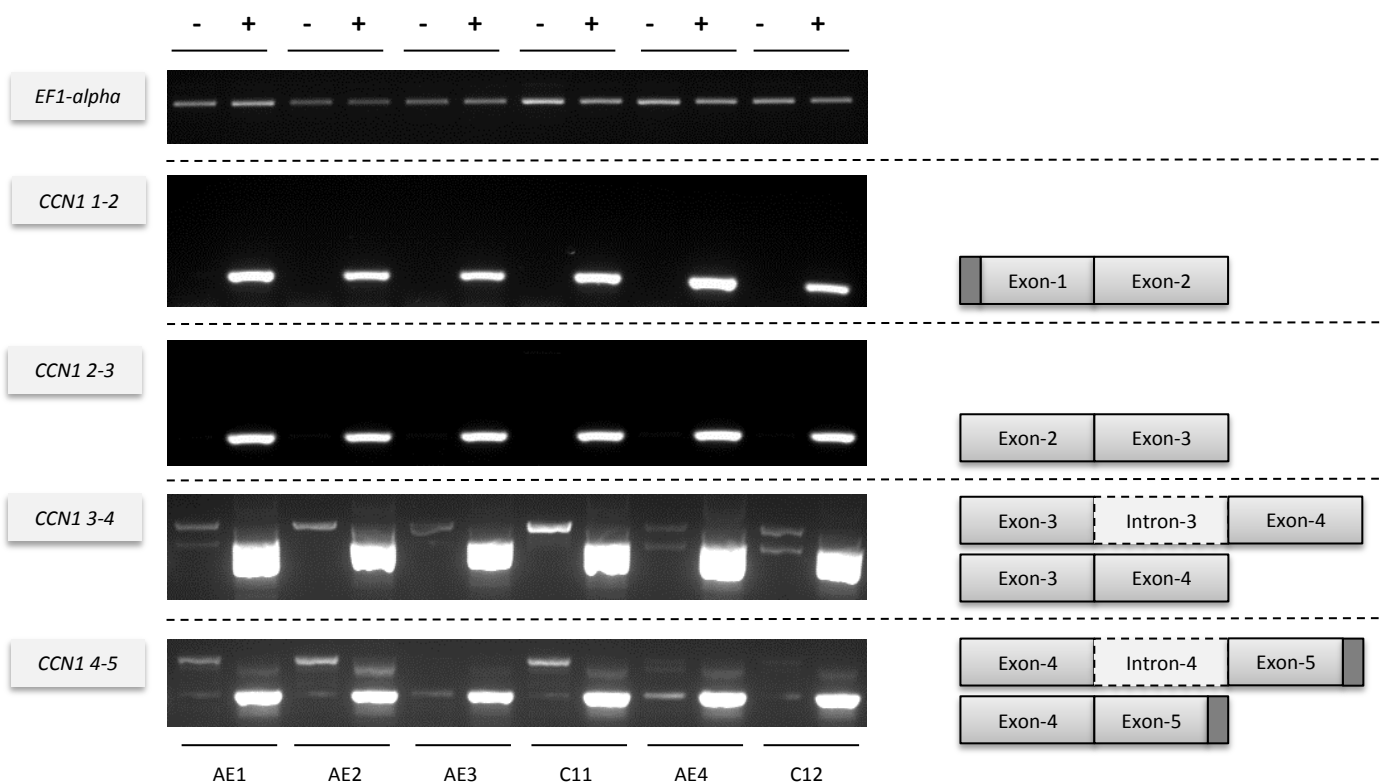 - + - + - + - + - + - +
EF1-alpha
CCN1 1-2
Exon-1 Exon-2
CCN1 2-3
Exon-2 Exon-3
CCN1 3-4
Exon-3 Intron-3 Exon-4
Exon-3 Exon-4
CCN1 4-5
Exon-4 Intron-4 Exon-5
Exon-4 Exon-5
AE1 AE2 AE3 C11 AE4 C12